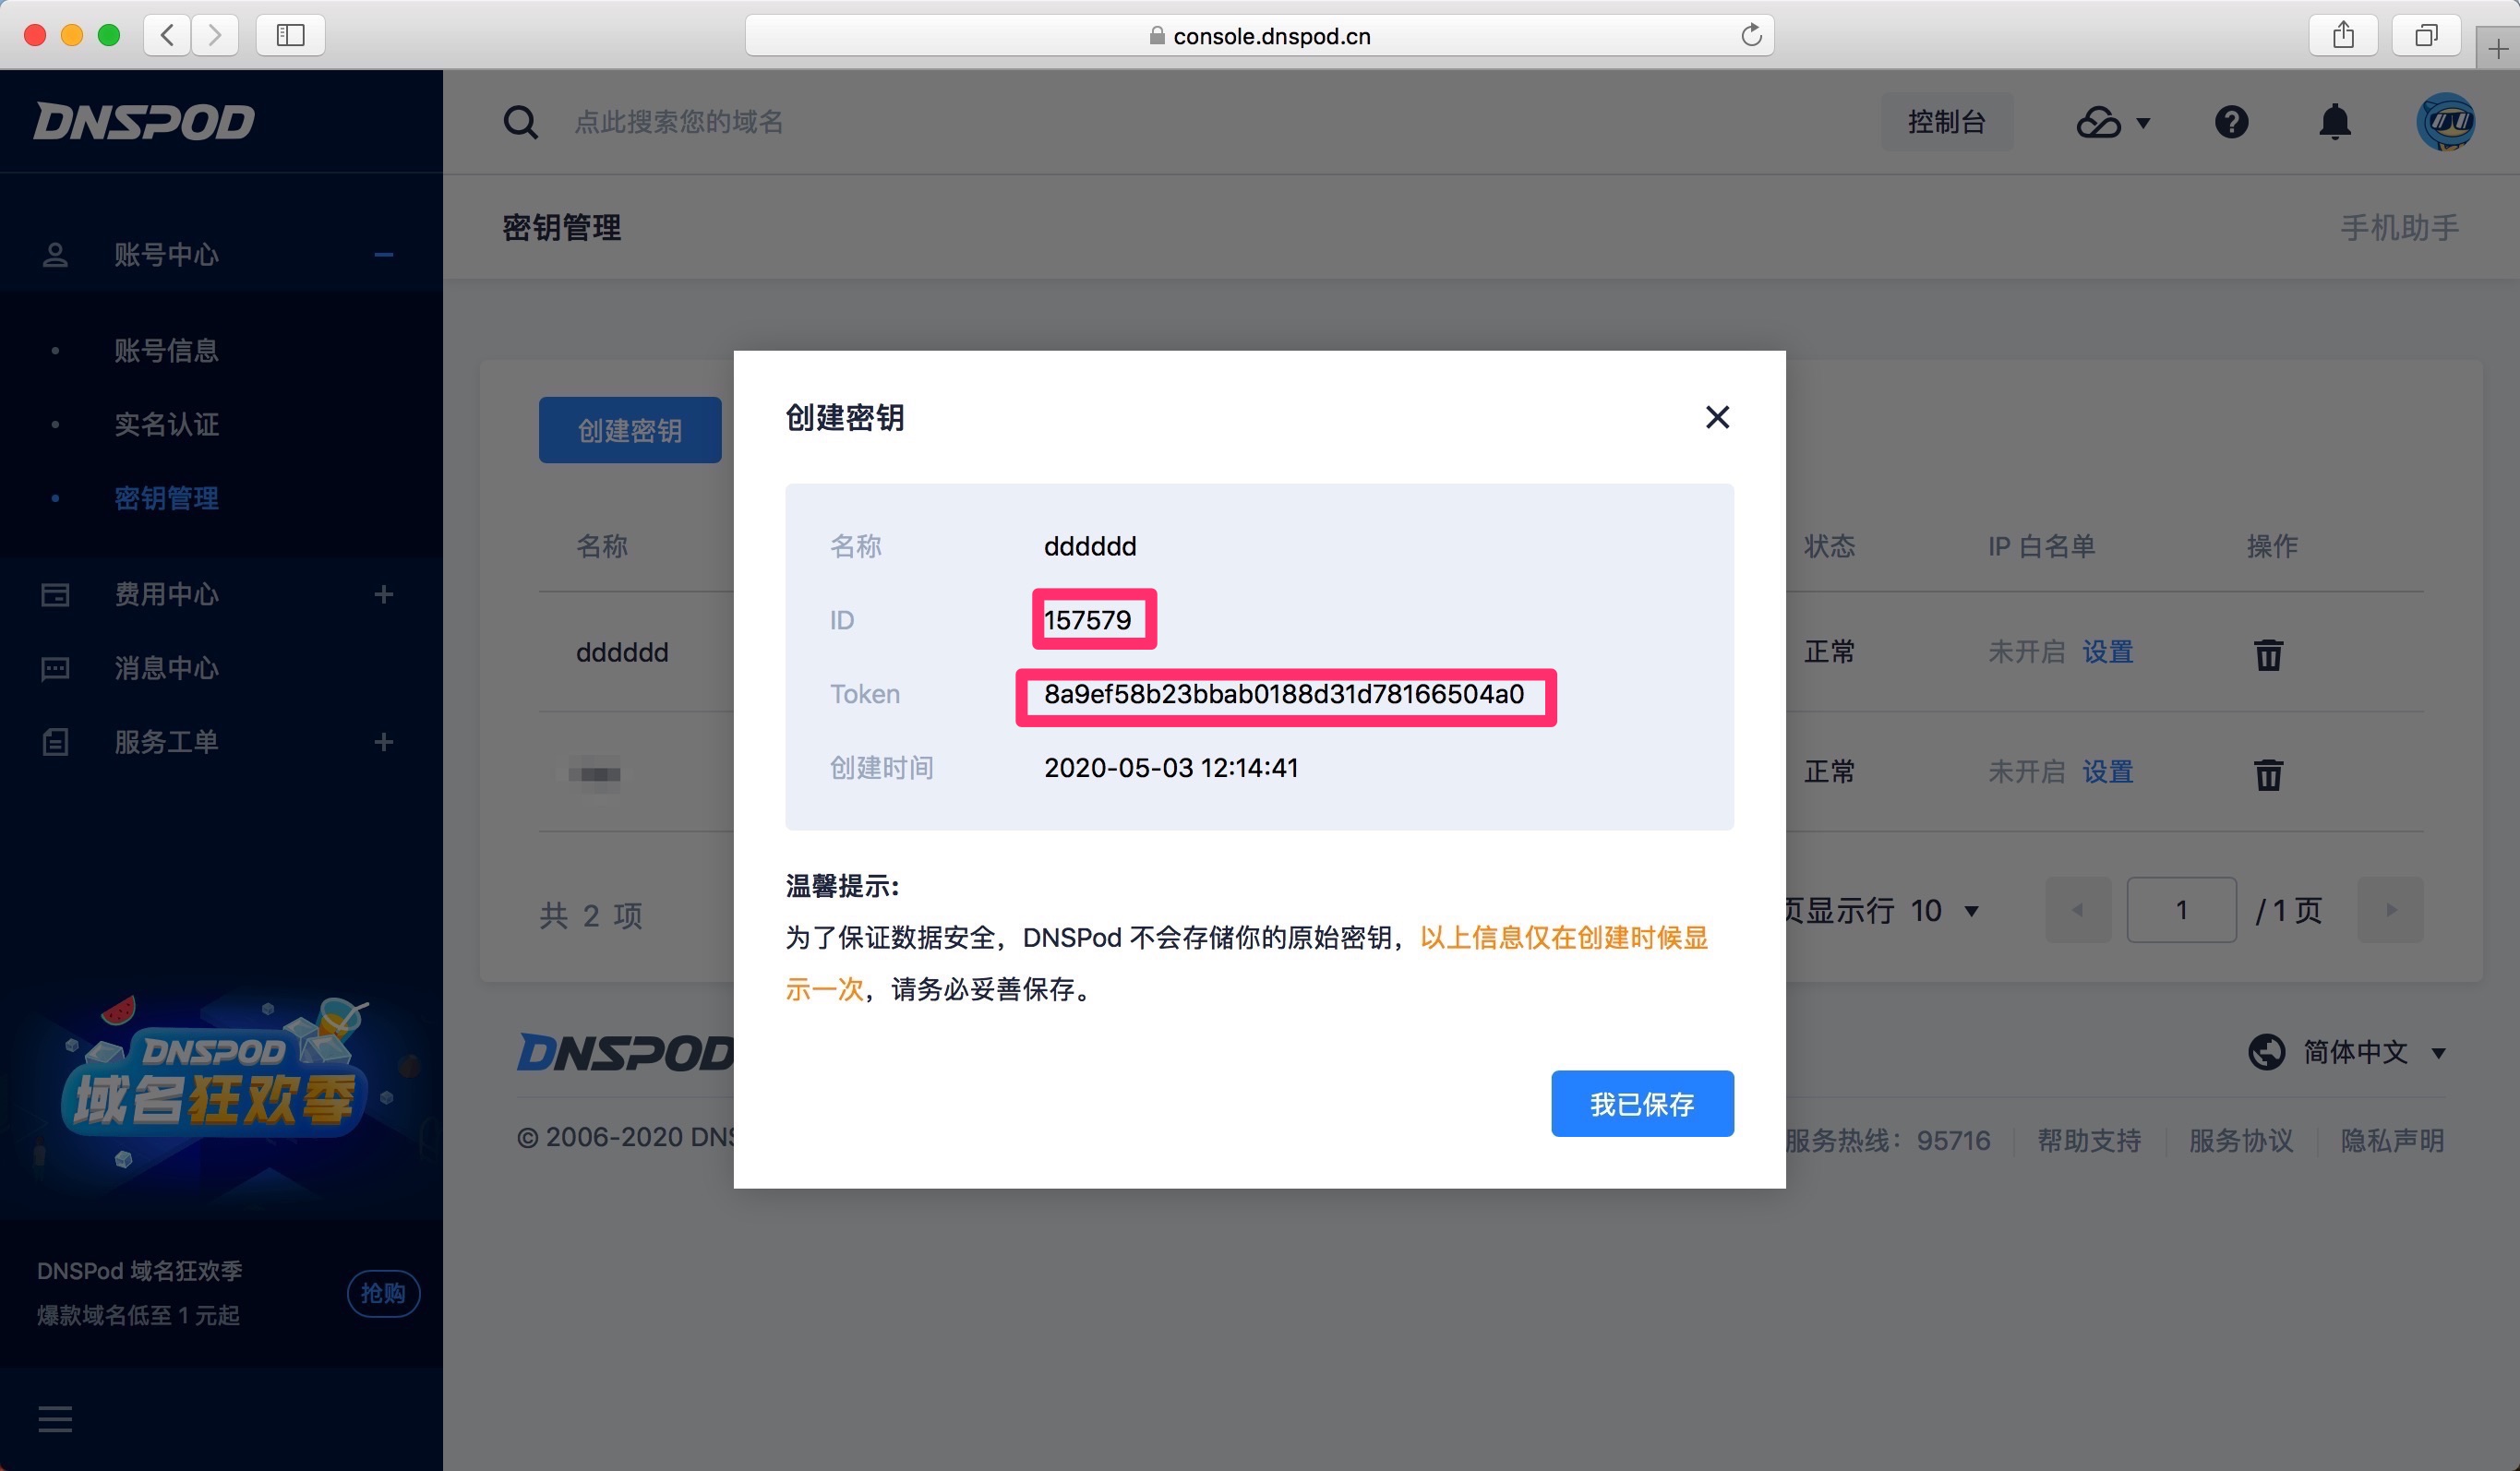 console.dnspod.cn
DNSPOD
点此搜索您的域名
控制台
密钥管理
手机助手
账号中心
账号信息
实名认证
密钥管理
费用中心
消息中心
服务工单
DNSPOD
域名狂欢季
DNSPod 域名狂欢季
爆款域名低至 1 元起
抢购
创建密钥
名称
状态
IP 白名单
操作
dddddd
正常
未开启 设置
正常
未开启 设置
共 2 项
页显示行 10
1
/ 1 页
创建密钥
名称 dddddd
ID 157579
Token 8a9ef58b23bbab0188d31d78166504a0
创建时间 2020-05-03 12:14:41
温馨提示:
为了保证数据安全，DNSPod 不会存储你的原始密钥，以上信息仅在创建时候显
示一次，请务必妥善保存。
我已保存
DNSPOD
简体中文
© 2006-2020 DNS
服务热线：95716
帮助支持
服务协议
隐私声明